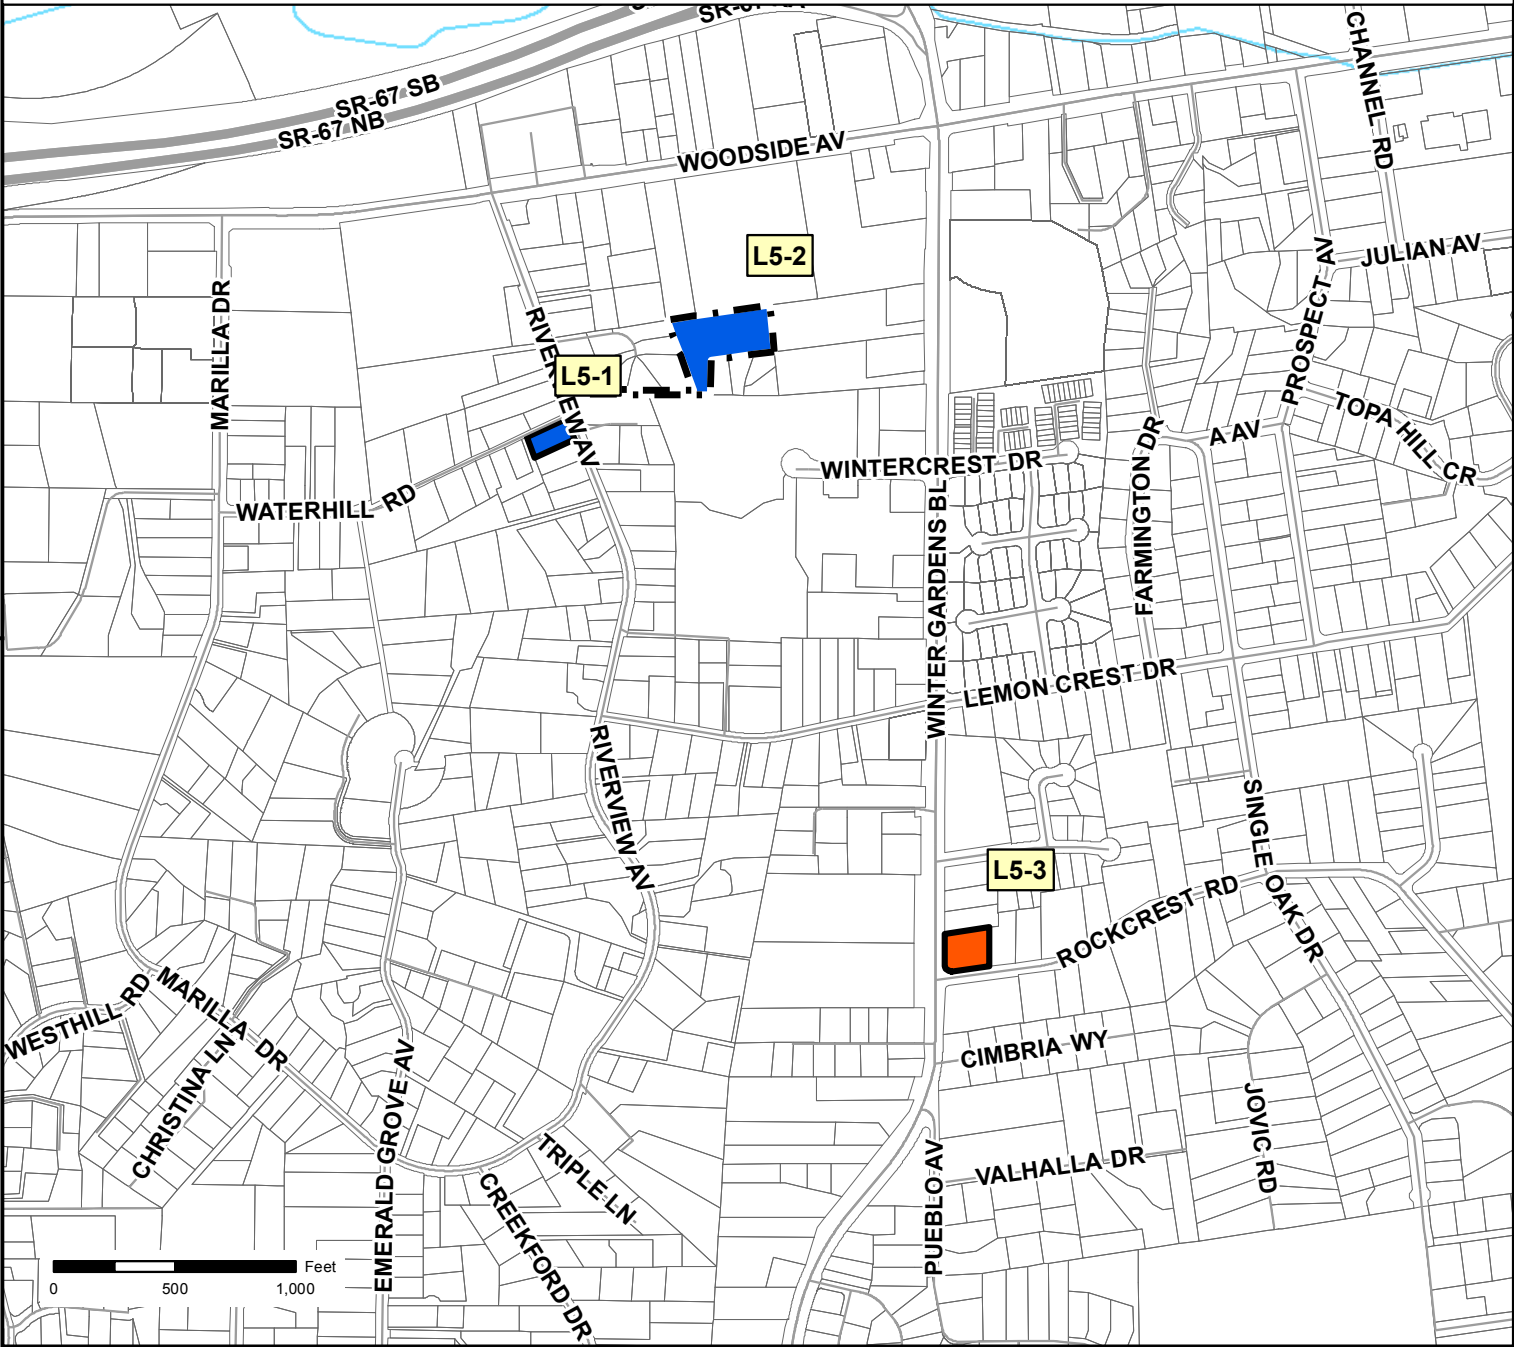 SR-67 SB
SR-67 NB
CHANNEL RD
WOODSIDE AV
L5-2
JULIAN AV
PROSPECT AV
MARILLA DR
L5-1
TOPA HILL CR
A AV
WINTERCREST DR
FARMINGTON DR
WATERHILL RD
WINTER GARDENS BL
LEMON CREST DR
RIVERVIEW AV
SINGLE OAK DR
L5-3
ROCKCREST RD
WESTHILL RD
MARILLA DR
CHRISTINA LN
EMERALD GROVE AV
CIMBRIA WY
JOVIC RD
VALHALLA DR
PUEBLO AV
TRIPLE LN
CREEKFORD DR
Feet
0 500 1,000